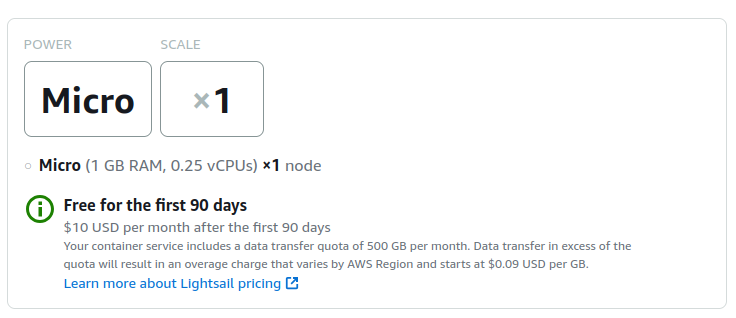 POWER SCALE
Micro ×1
Micro (1 GB RAM, 0.25 vCPUs) ×1 node
Free for the first 90 days
$10 USD per month after the first 90 days
Your container service includes a data transfer quota of 500 GB per month. Data transfer in excess of the
quota will result in an overage charge that varies by AWS Region and starts at $0.09 USD per GB.
Learn more about Lightsail pricing